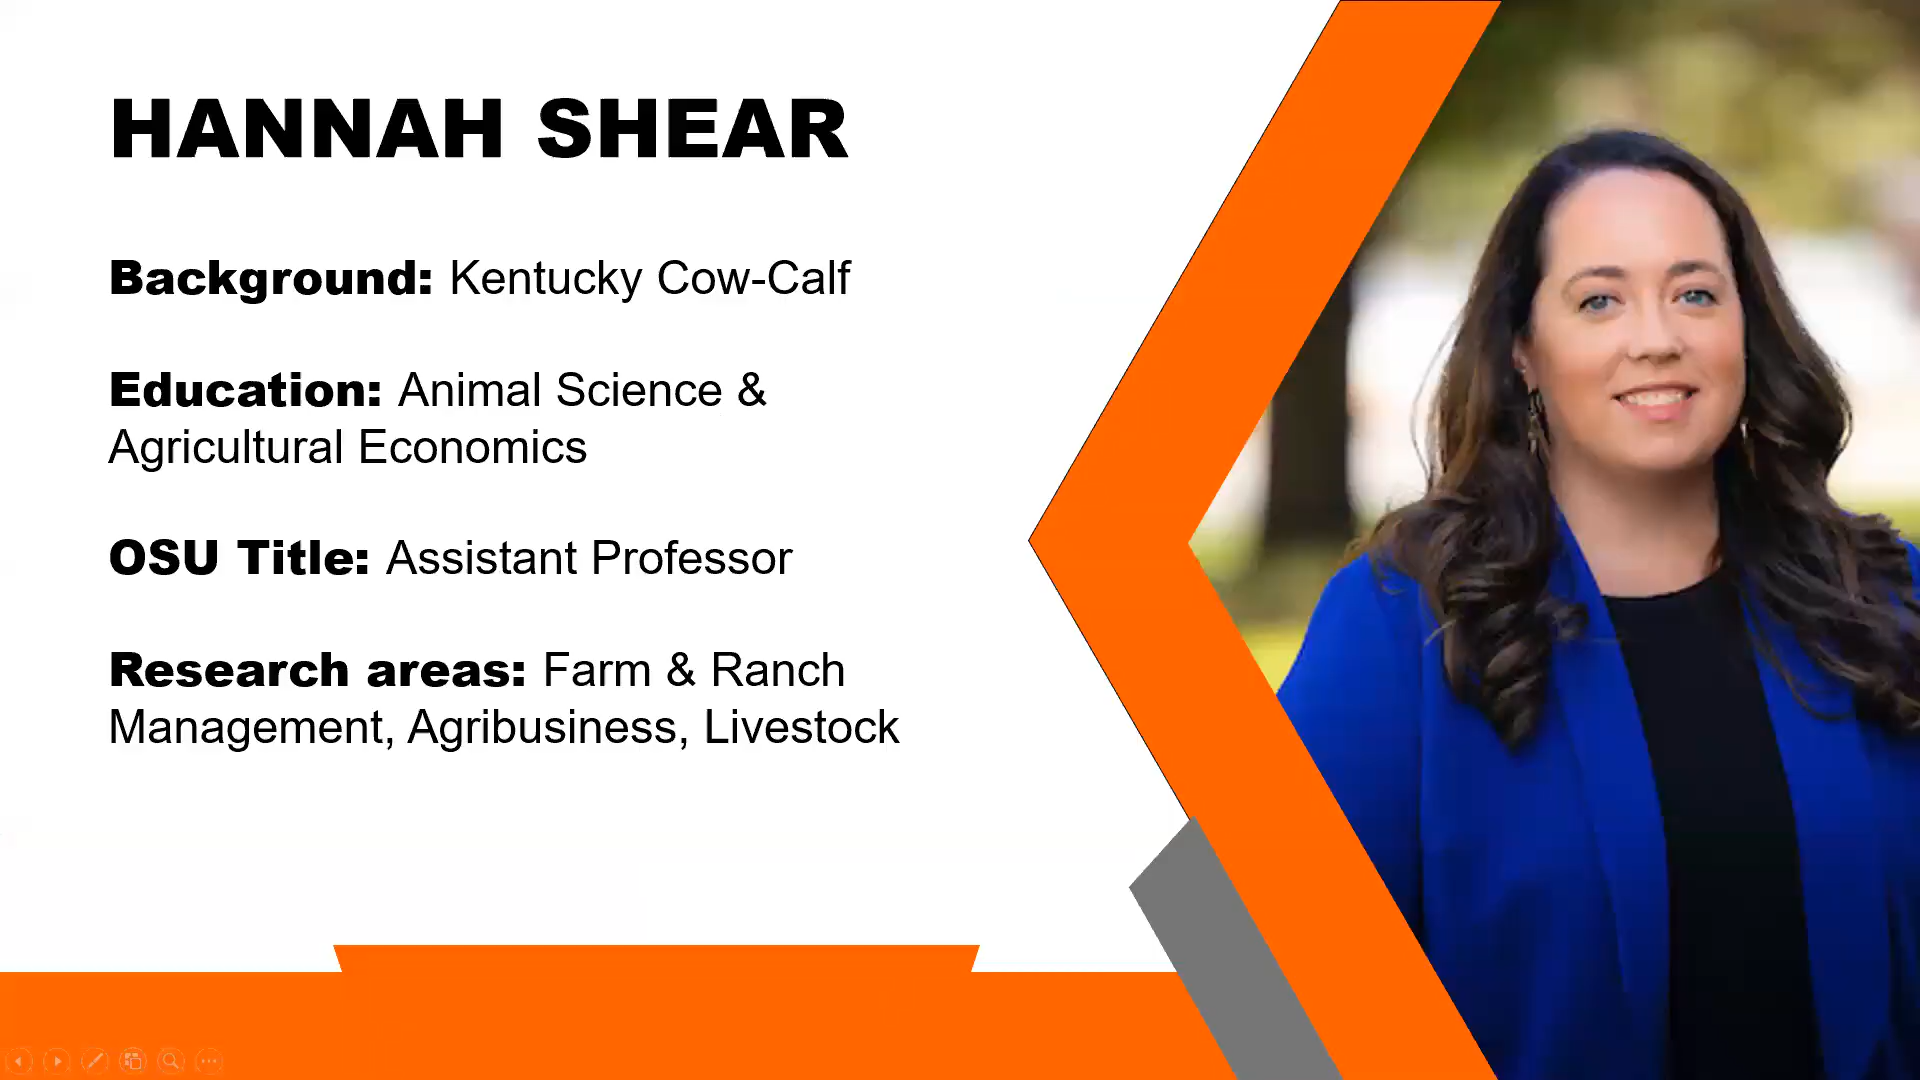 HANNAH SHEAR
Background: Kentucky Cow-Calf
Education: Animal Science &
Agricultural Economics
OSU Title: Assistant Professor
Research areas: Farm & Ranch
Management, Agribusiness, Livestock